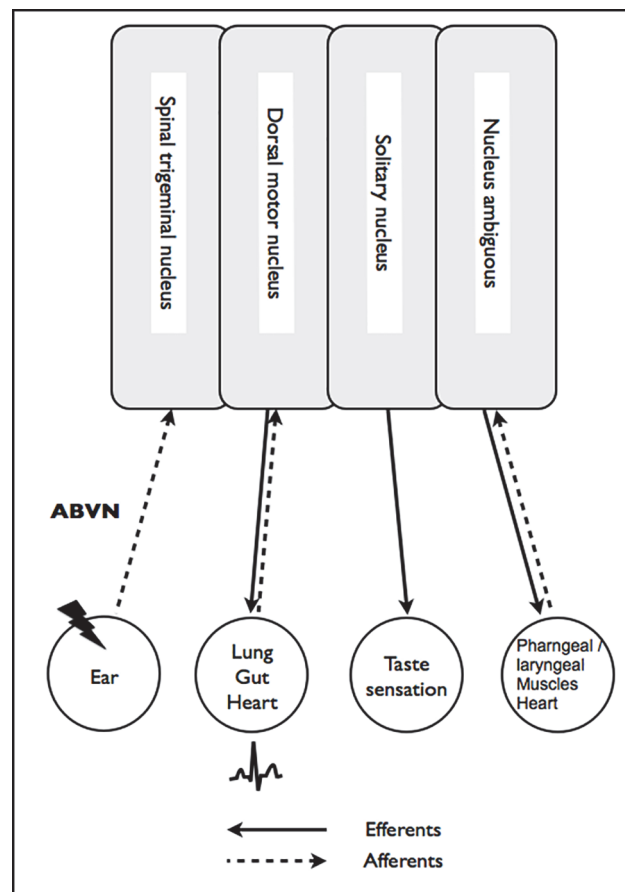 Spinal trigeminal nucleus
Dorsal motor nucleus
Solitary nucleus
Nucleus ambiguous
ABVN
Ear
Lung
Gut
Heart
Taste
sensation
Pharngeal /
laryngeal
Muscles
Heart
Efferents
Afferents